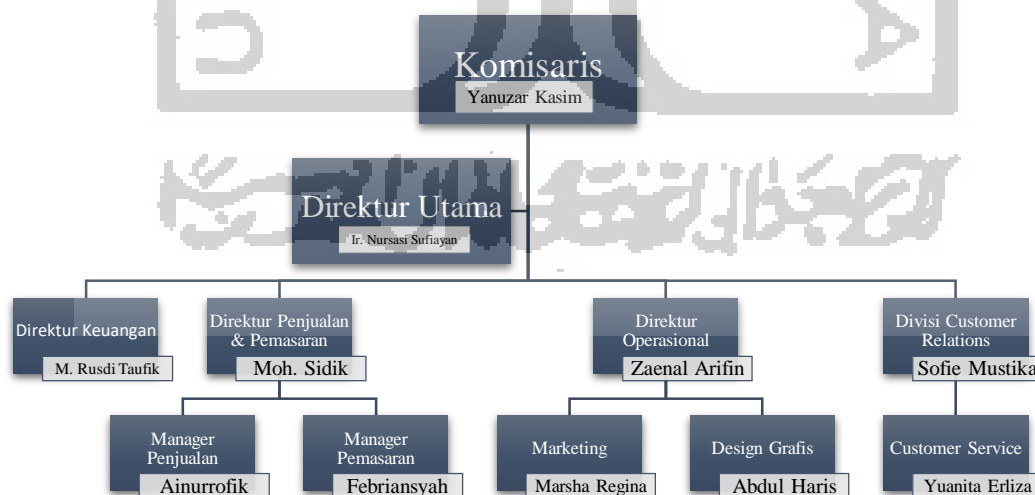 Komisaris
Yanuzar Kasim
Direktur Utama
Ir. Nursasi Sufiayan
Direktur Keuangan
M. Rusdi Taufik
Direktur Penjualan
& Pemasaran
Moh. Sidik
Direktur
Operasional
Zaenal Arifin
Divisi Customer
Relations
Sofie Mustika
Manager
Penjualan
Ainurrofik
Manager
Pemasaran
Febriansyah
Marketing
Marsha Regina
Design Grafis
Abdul Haris
Customer Service
Yuanita Erliza